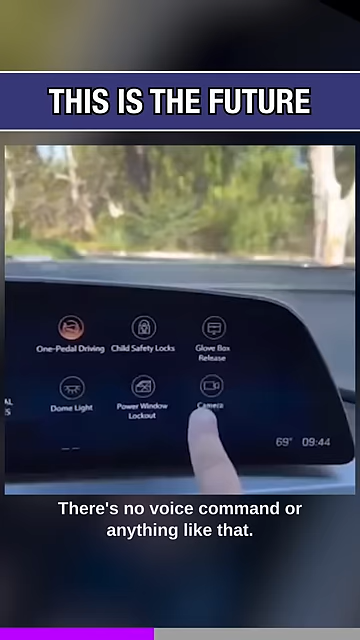 THIS IS THE FUTURE
One-Pedal Driving
Child Safety Locks
Glove Box
Release
Dome Light
Power Window
Lockout
Camera
69° 09:44
There's no voice command or
anything like that.